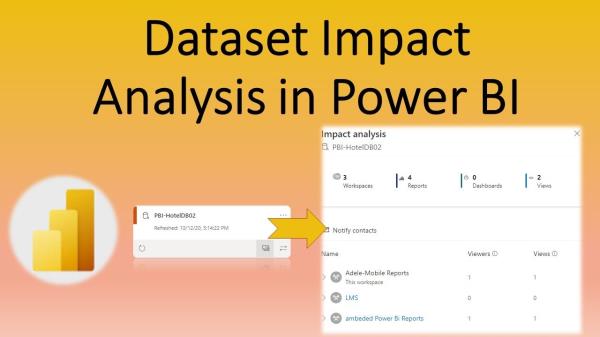 Dataset Impact
Analysis in Power BI
Impact analysis
PBI-HotelDB02
3 4 0 2
Workspaces Reports Dashboards Views
PBI-HotelDB02
Refreshed: 10/12/20, 5:14:22 PM
Notify contacts
Name Viewers Views
Adele-Mobile Reports 1 1
This workspace
LMS 0 0
ambeded Power Bi Reports 1 1